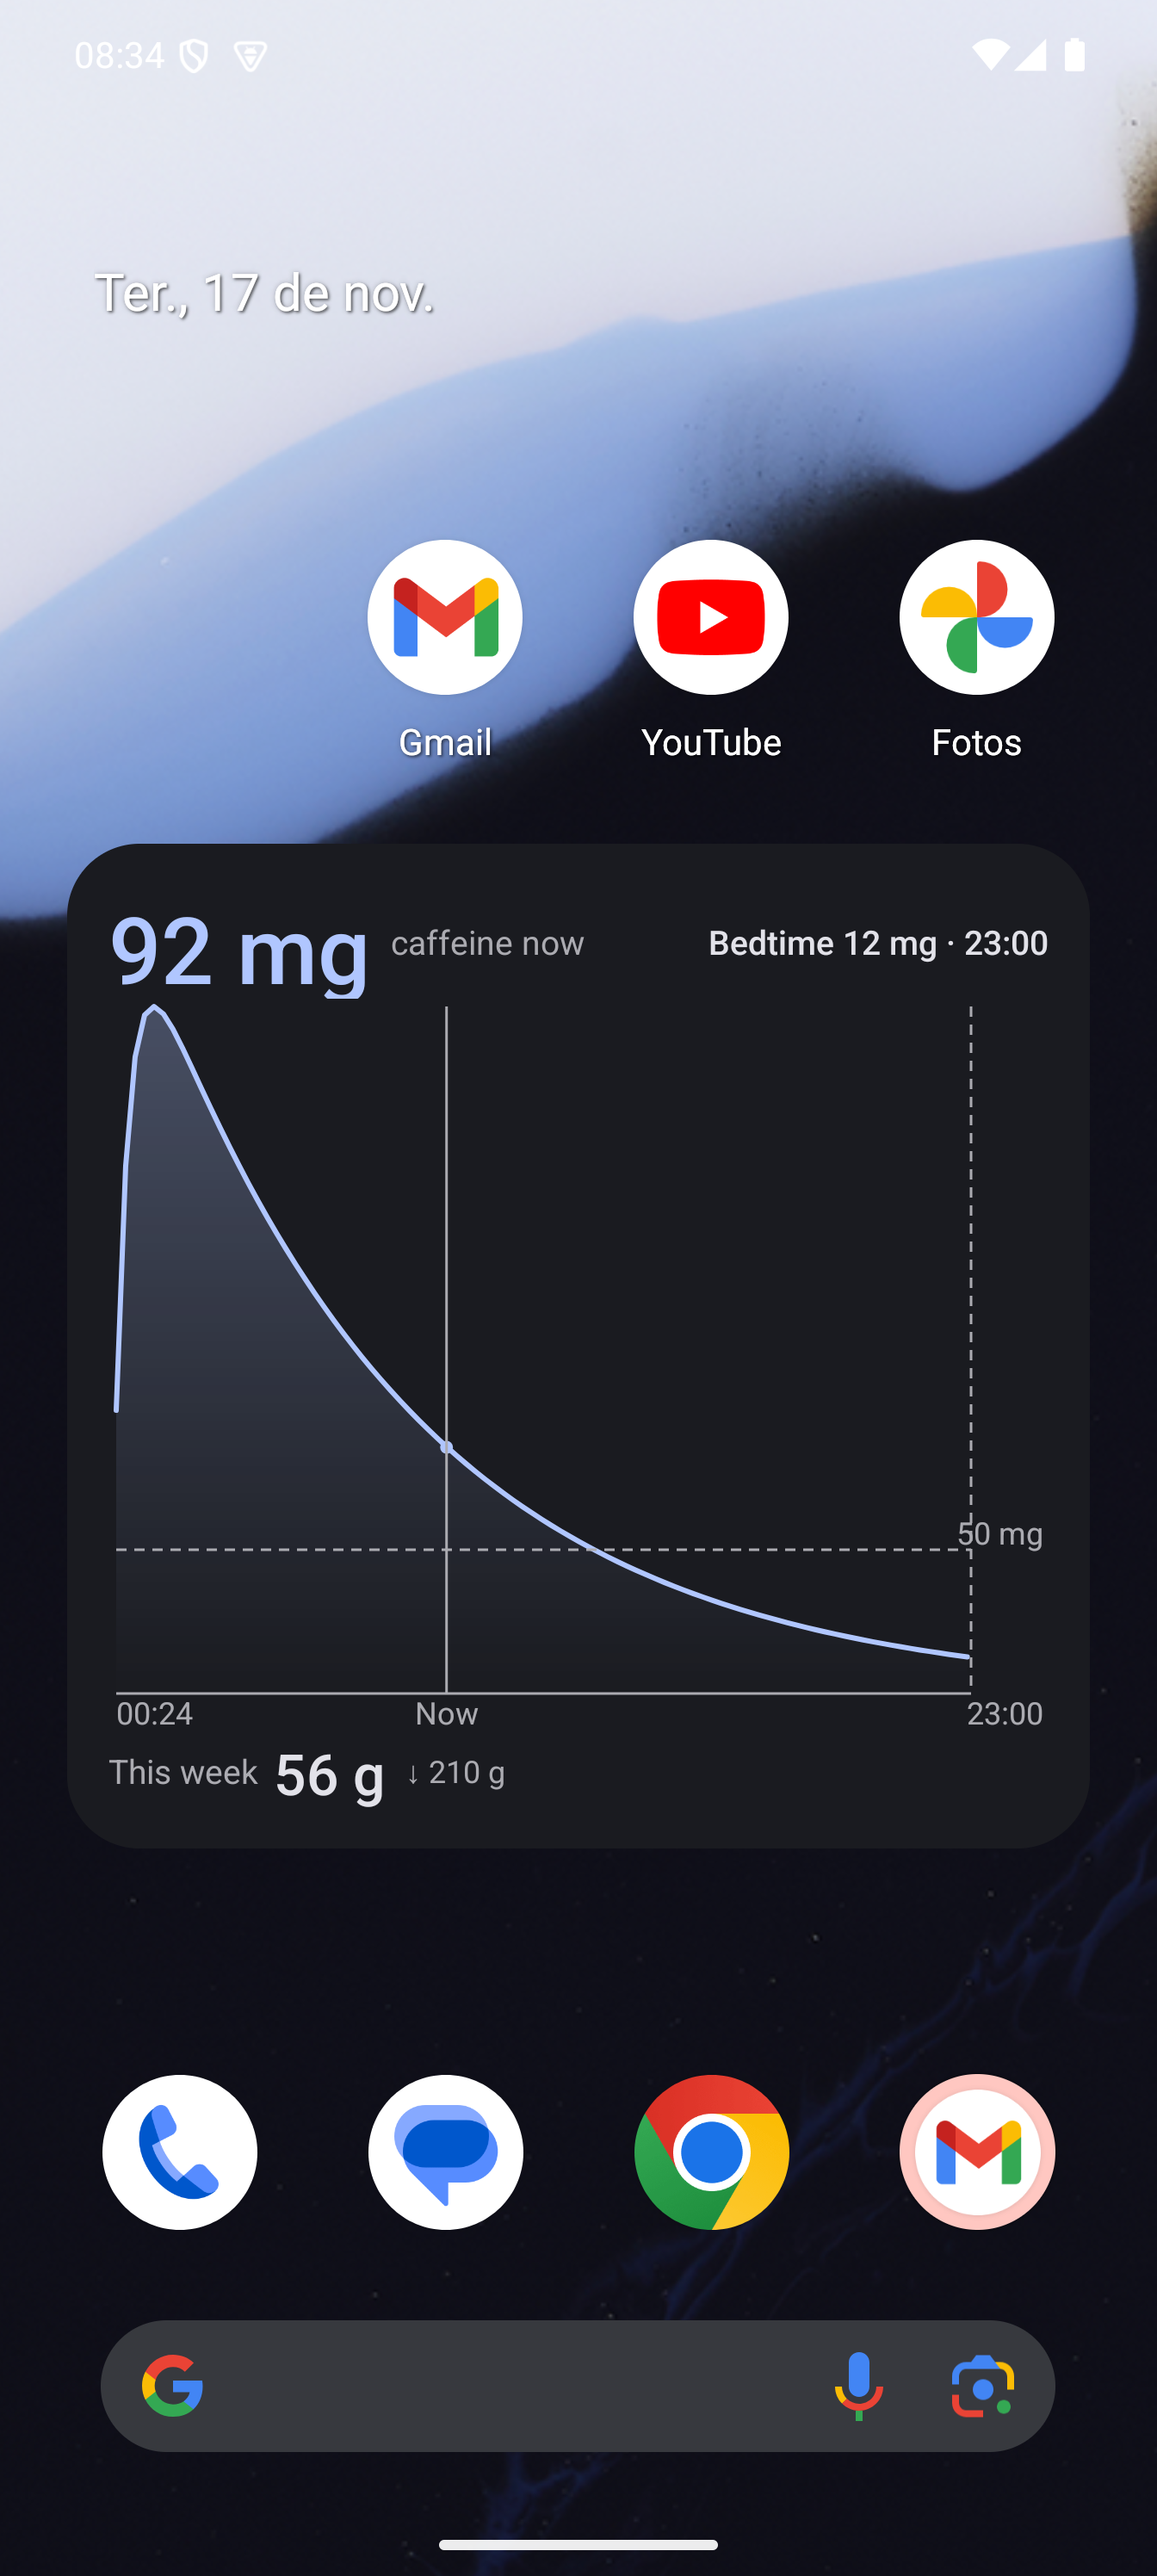 08:34
Ter., 17 de nov.
Gmail YouTube Fotos
92 mg caffeine now Bedtime 12 mg · 23:00
50 mg
00:24 Now 23:00
This week 56 g ↓ 210 g